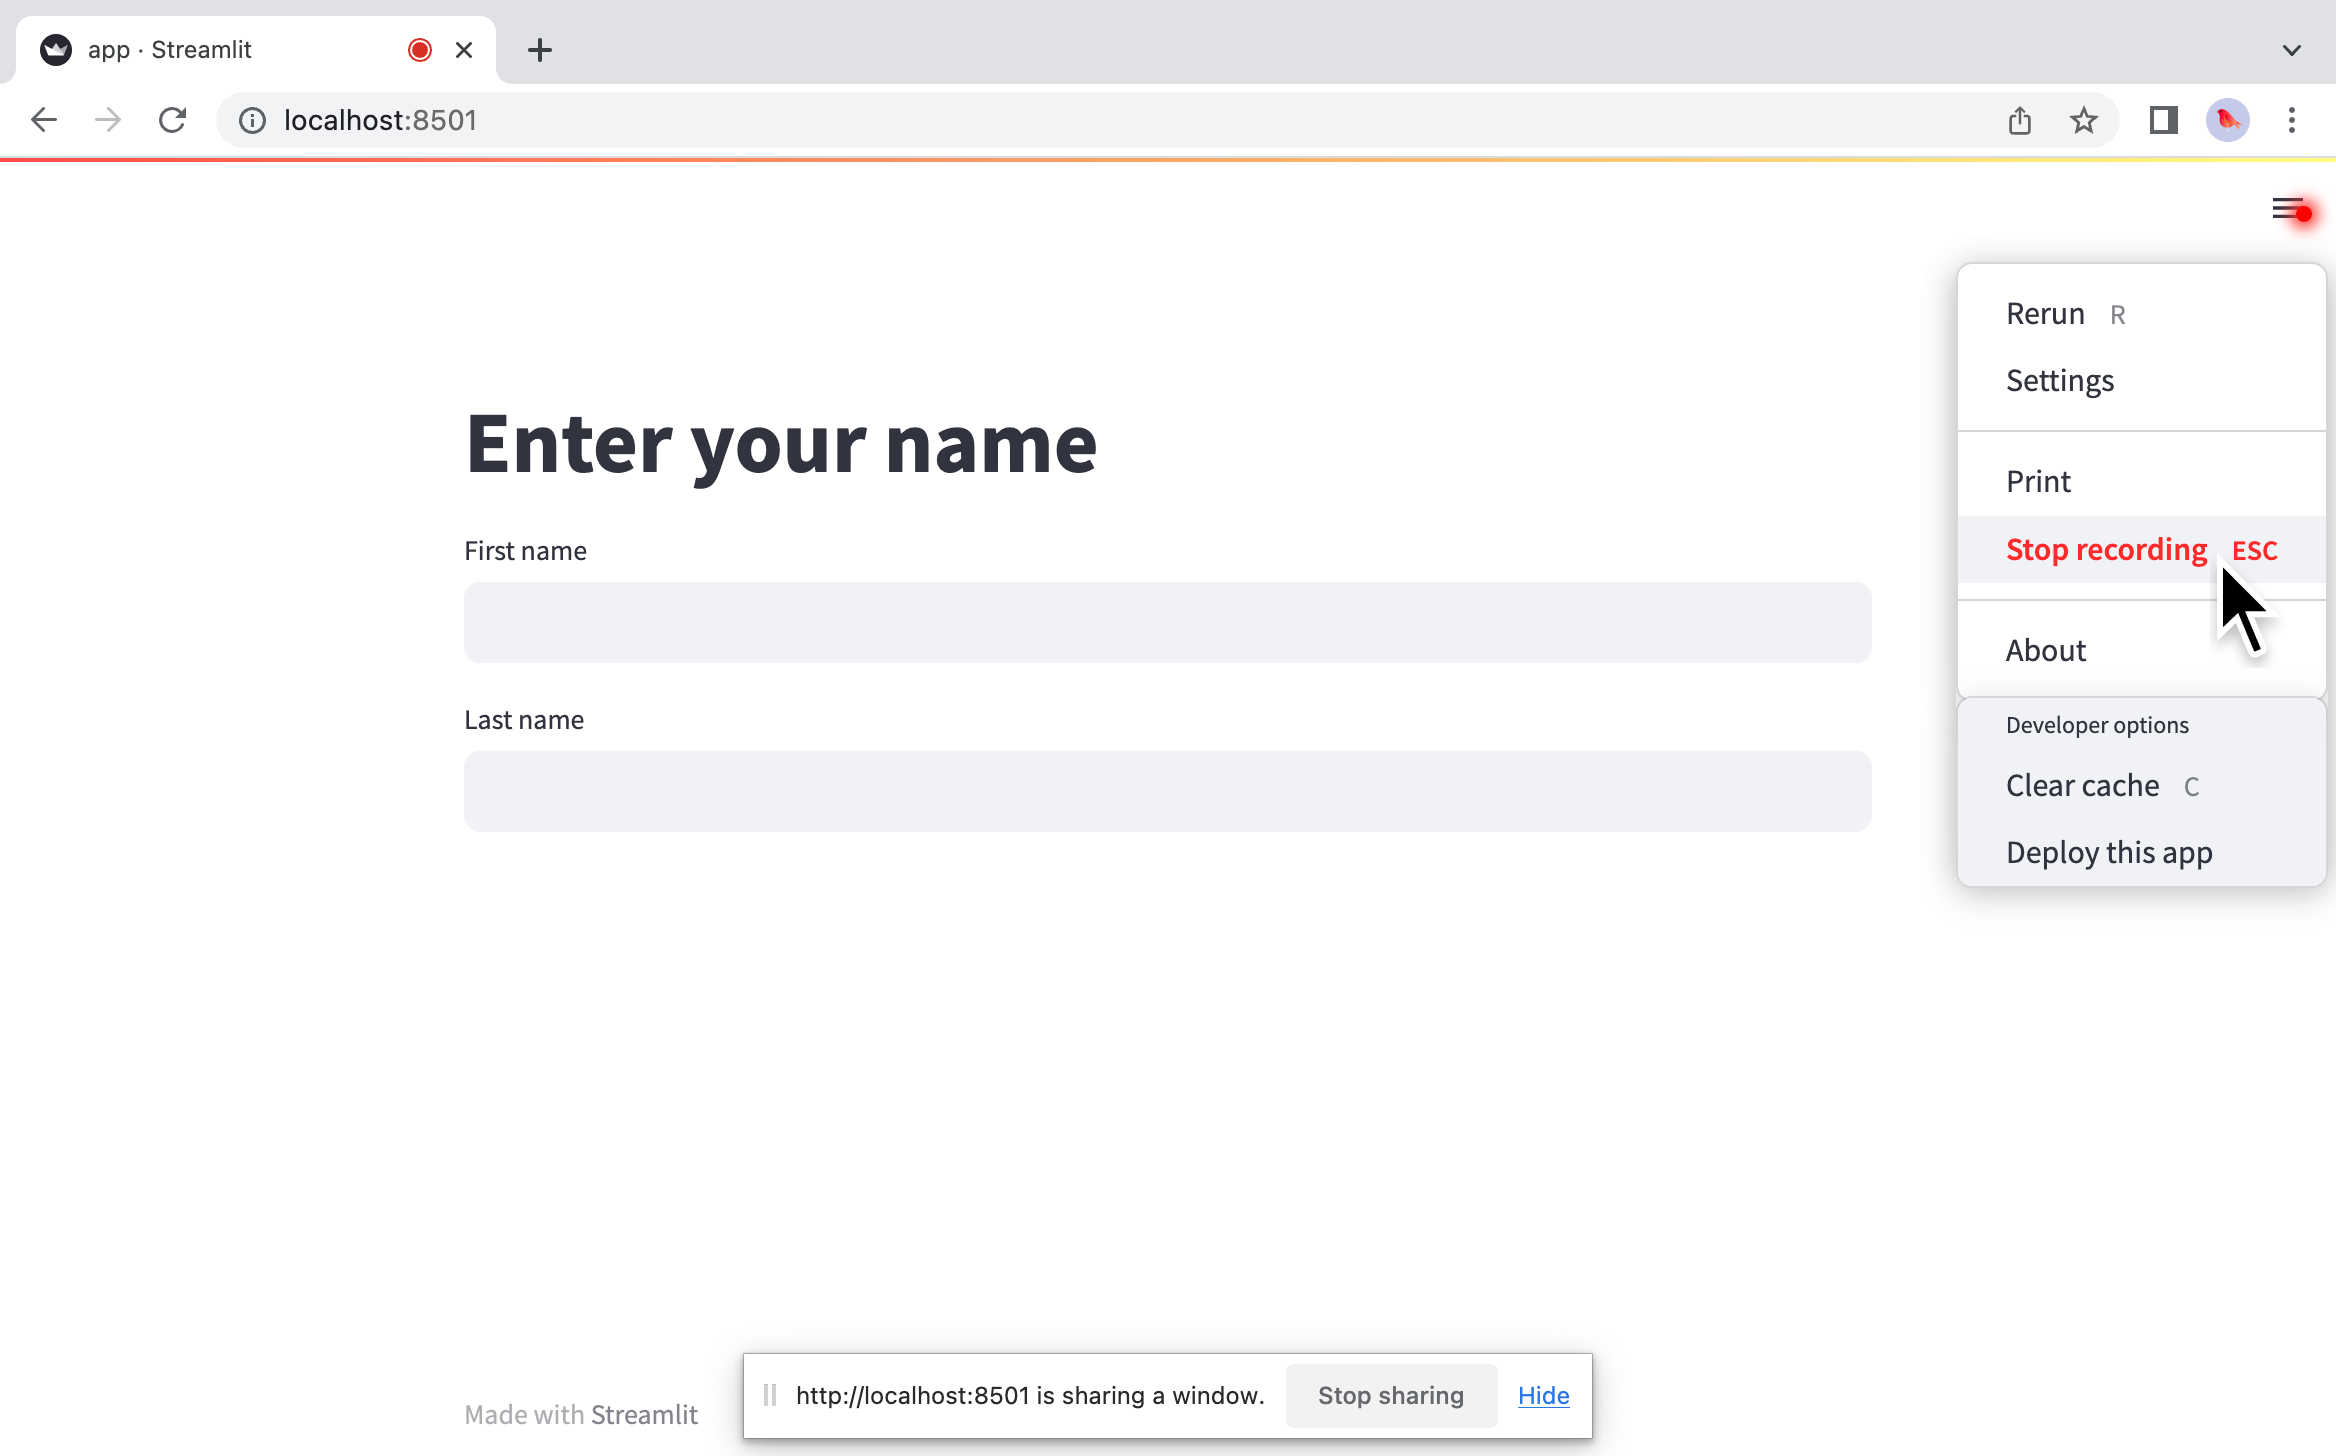 app · Streamlit
localhost:8501
Rerun R
Settings
Print
Stop recording ESC
About
Developer options
Clear cache C
Deploy this app
Enter your name
First name
Last name
Made with Streamlit
http://localhost:8501 is sharing a window. Stop sharing Hide